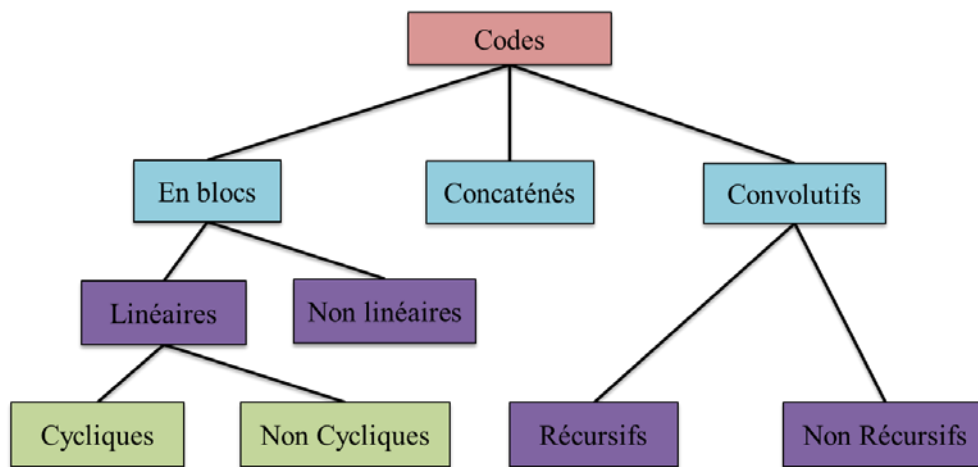 Codes
En blocs
Concaténés
Convolutifs
Linéaires
Non linéaires
Cycliques
Non Cycliques
Récursifs
Non Récursifs